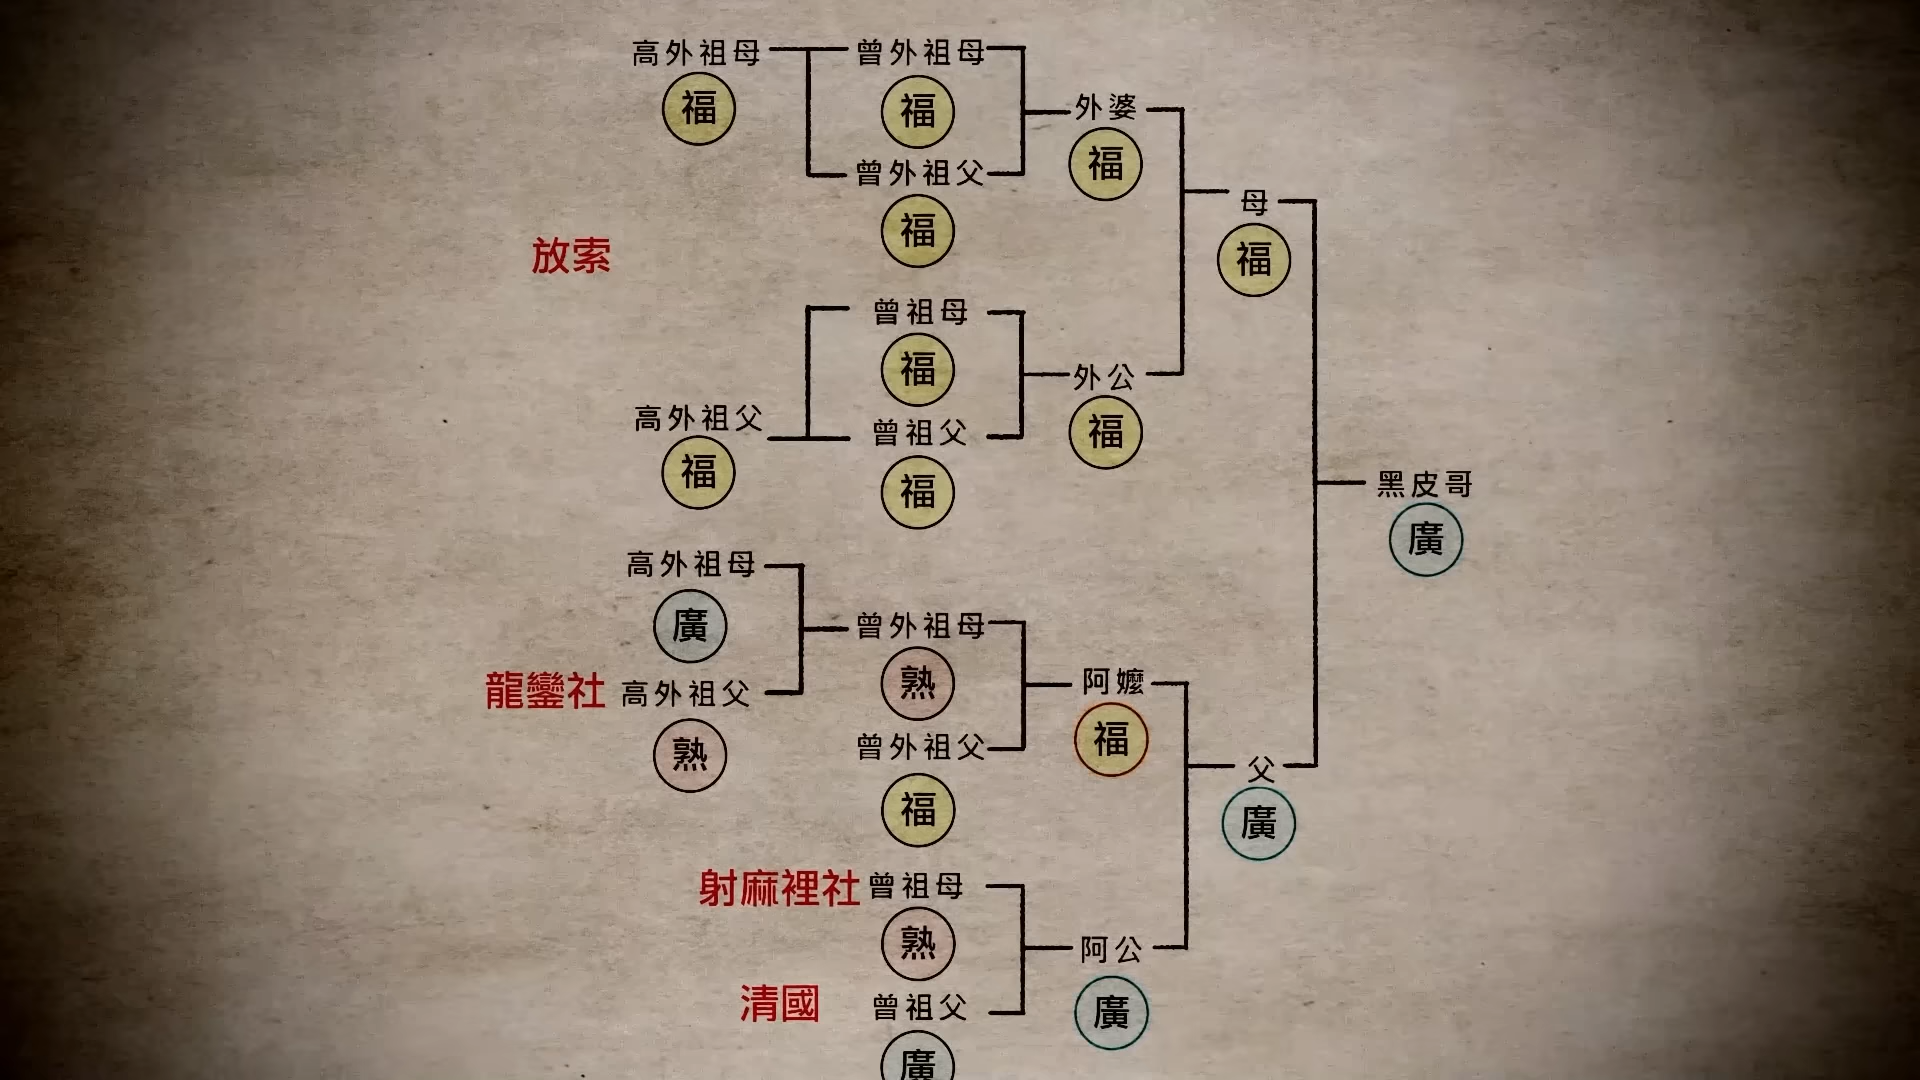 高外祖母
福
曾外祖母
福
曾外祖父
福
外婆
福
母
福
放索
曾祖母
福
高外祖父
福
曾祖父
福
外公
福
黑皮哥
廣
高外祖母
廣
龍鑾社
高外祖父
熟
曾外祖母
熟
曾外祖父
福
阿嬤
福
父
廣
射麻裡社
曾祖母
熟
清國
曾祖父
廣
阿公
廣